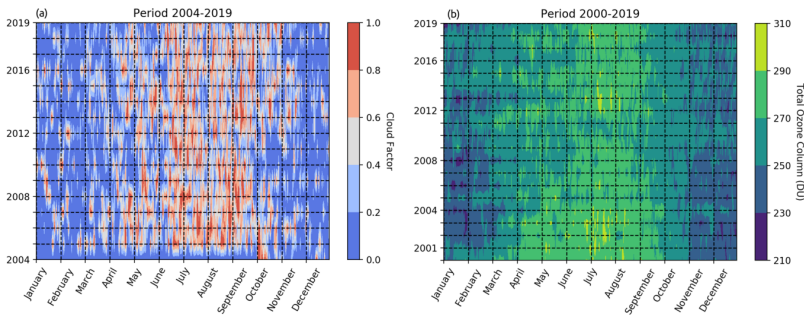 (a) Period 2004-2019
2019
2016
2012
2008
2004
January
February
March
April
May
June
July
August
September
October
November
December
1.0
0.8
0.6
0.4
0.2
0.0
Cloud Factor
(b) Period 2000-2019
2019
2016
2012
2008
2004
2001
January
February
March
April
May
June
July
August
September
October
November
December
310
290
270
250
230
210
Total Ozone Column (DU)